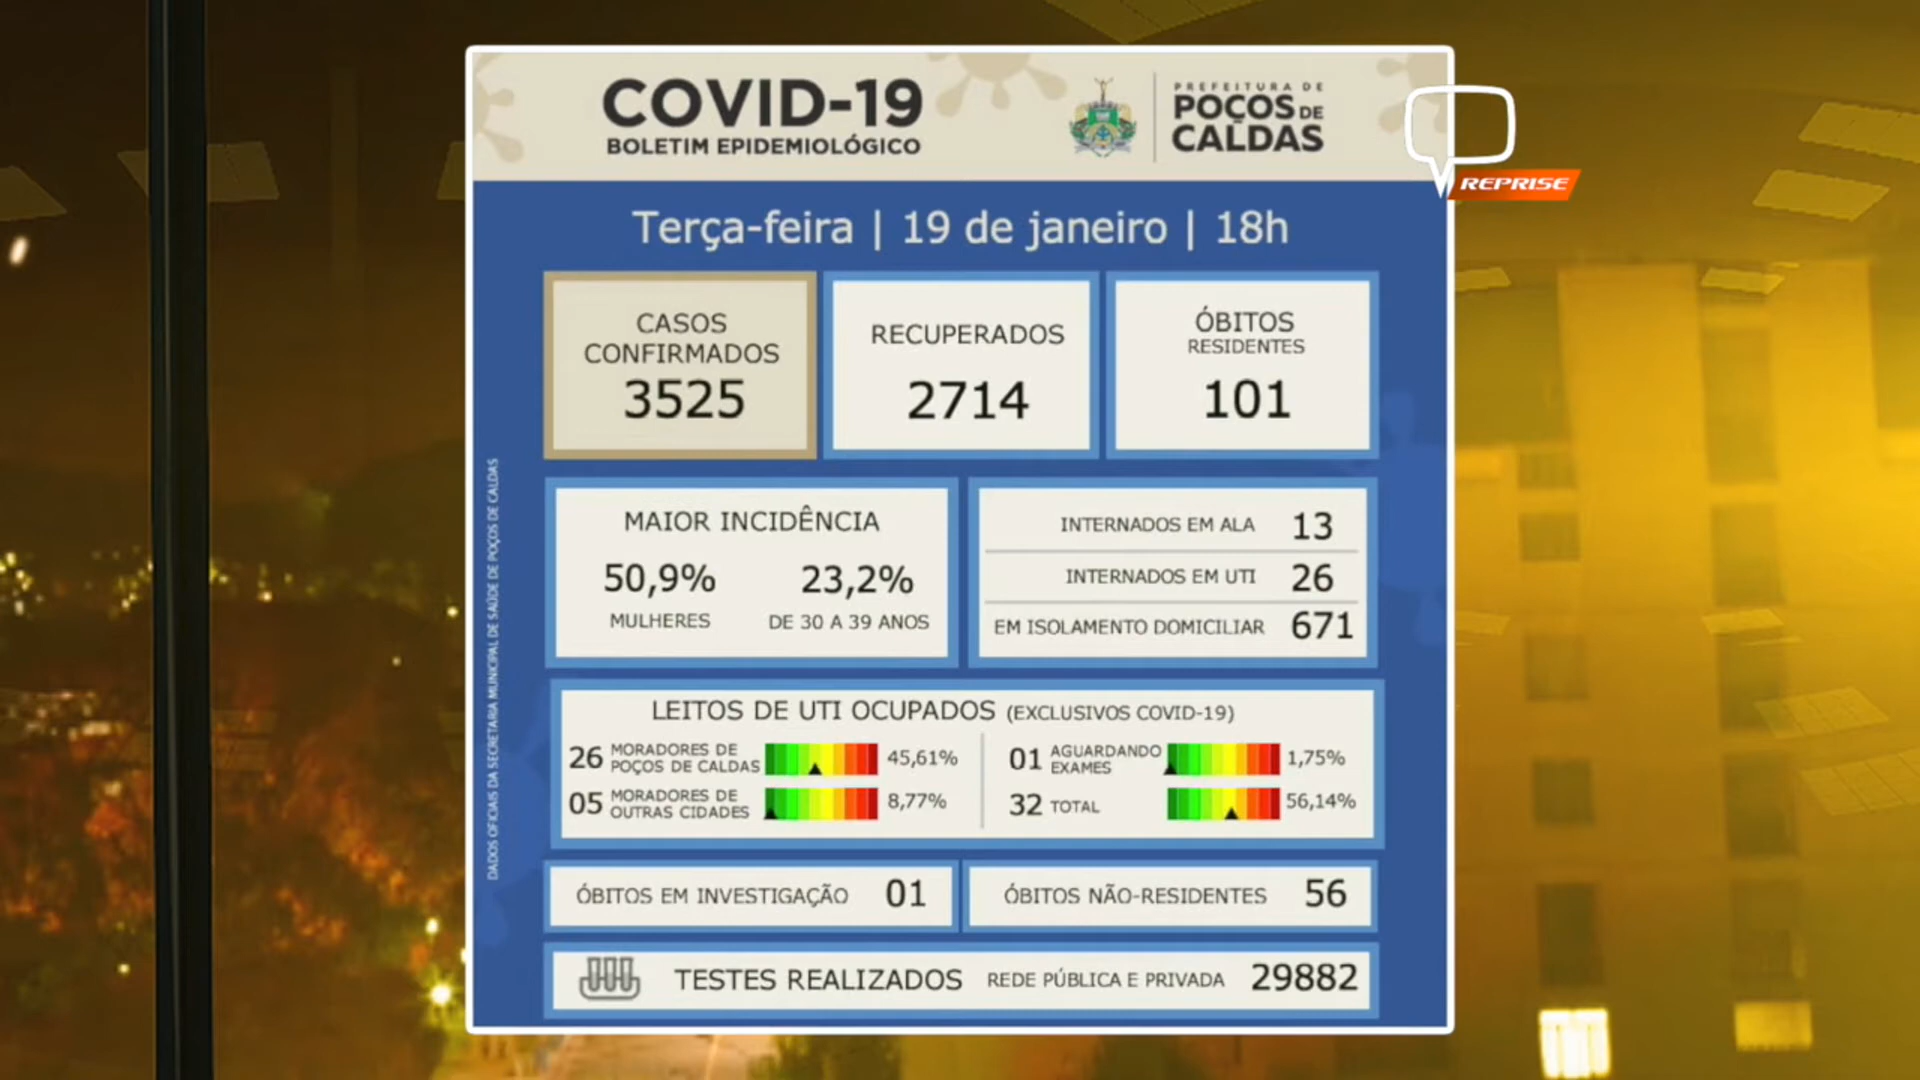 COVID-19
BOLETIM EPIDEMIOLÓGICO
PREFEITURA DE
POÇOS DE
CALDAS
REPRISE
Terça-feira | 19 de janeiro | 18h
CASOS
CONFIRMADOS
3525
RECUPERADOS
2714
ÓBITOS
RESIDENTES
101
MAIOR INCIDÊNCIA
50,9%
MULHERES
23,2%
DE 30 A 39 ANOS
INTERNADOS EM ALA 13
INTERNADOS EM UTI 26
EM ISOLAMENTO DOMICILIAR 671
LEITOS DE UTI OCUPADOS (EXCLUSIVOS COVID-19)
26 MORADORES DE
POÇOS DE CALDAS 45,61%
05 MORADORES DE
OUTRAS CIDADES 8,77%
01 AGUARDANDO
EXAMES 1,75%
32 TOTAL 56,14%
ÓBITOS EM INVESTIGAÇÃO 01
ÓBITOS NÃO-RESIDENTES 56
TESTES REALIZADOS REDE PÚBLICA E PRIVADA 29882
DADOS OFICIAIS DA SECRETARIA MUNICIPAL DE SAÚDE DE POÇOS DE CALDAS